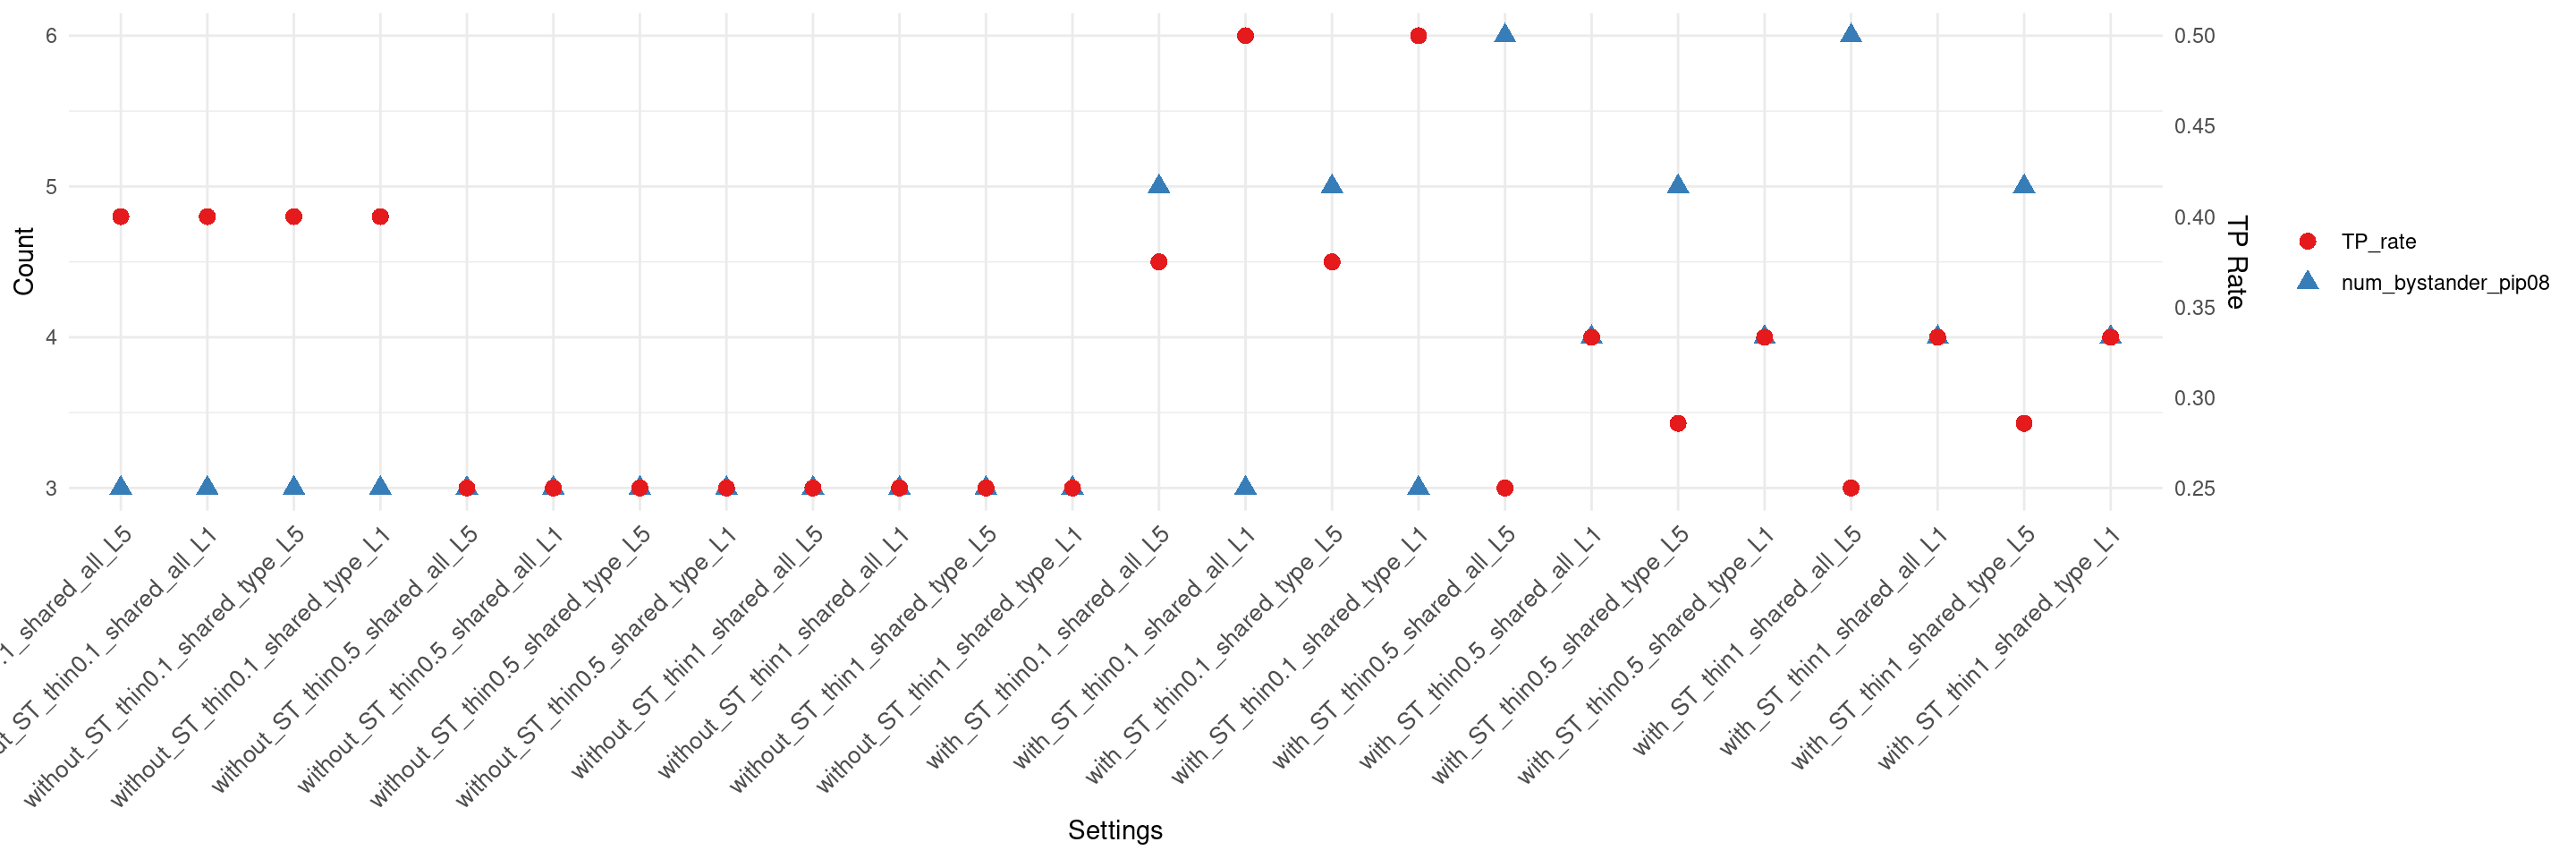 6
5
4
3
Count
0.50
0.45
0.40
0.35
0.30
0.25
TP Rate
TP_rate
num_bystander_pip08
.1_shared_all_L5
ut_ST_thin0.1_shared_all_L1
without_ST_thin0.1_shared_type_L5
without_ST_thin0.1_shared_type_L1
without_ST_thin0.5_shared_all_L5
without_ST_thin0.5_shared_all_L1
without_ST_thin0.5_shared_type_L5
without_ST_thin0.5_shared_type_L1
without_ST_thin1_shared_all_L5
without_ST_thin1_shared_all_L1
without_ST_thin1_shared_type_L5
without_ST_thin1_shared_type_L1
with_ST_thin0.1_shared_all_L5
with_ST_thin0.1_shared_all_L1
with_ST_thin0.1_shared_type_L5
with_ST_thin0.1_shared_type_L1
with_ST_thin0.5_shared_all_L5
with_ST_thin0.5_shared_all_L1
with_ST_thin0.5_shared_type_L5
with_ST_thin0.5_shared_type_L1
with_ST_thin1_shared_all_L5
with_ST_thin1_shared_all_L1
with_ST_thin1_shared_type_L5
with_ST_thin1_shared_type_L1
Settings